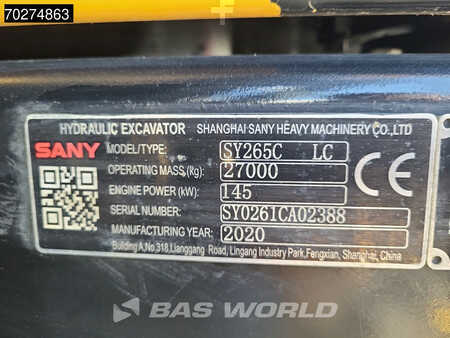 70274863
HYDRAULIC EXCAVATOR SHANGHAI SANY HEAVY MACHINERY CO.,LTD
SANY
MODEL/TYPE: SY265C LC
OPERATING MASS(kg): 27000
ENGINE POWER(kW): 145
SERIAL NUMBER: SY026ICA02388
MANUFACTURING YEAR: 2020
Building A,No.318,Lianggang Road, Lingang Industry Park,Fengxian, Shanghai, China
CE
BAS WORLD